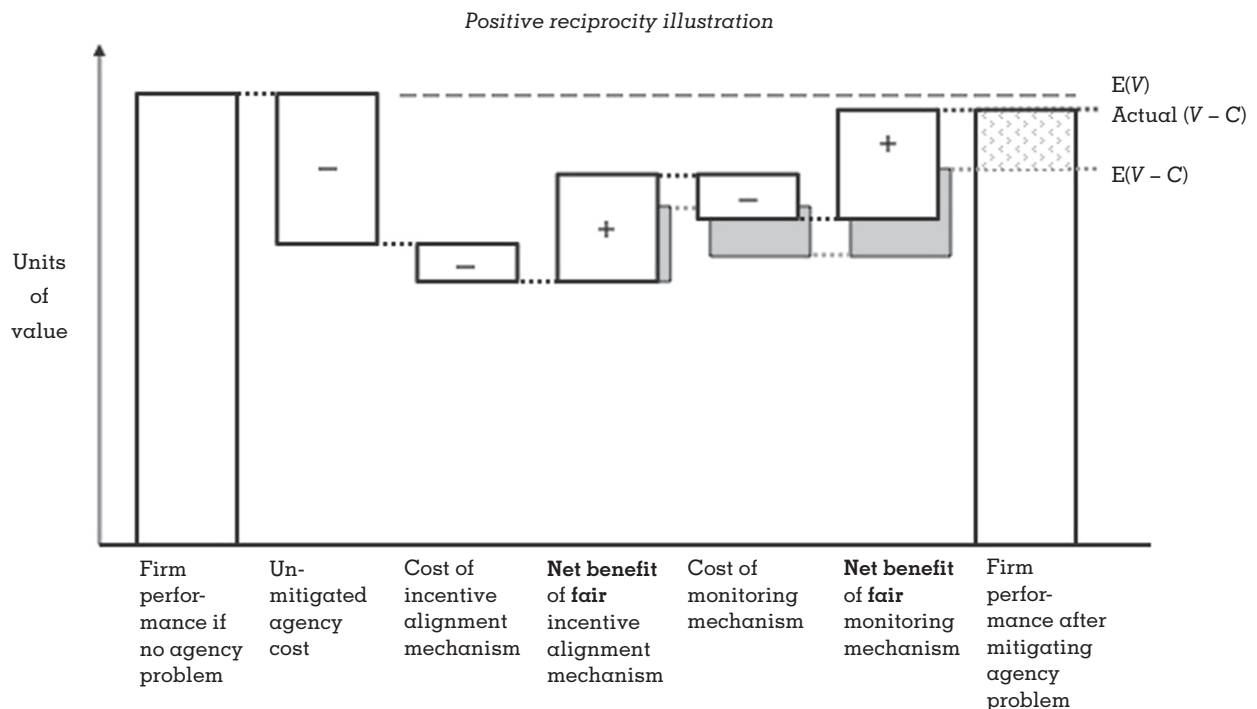 Positive reciprocity illustration
E(V)
Actual (V – C)
E(V – C)
Units
of
value
–
–
+
–
+
Firm
perfor-
mance if
no agency
problem
Un-
mitigated
agency
cost
Cost of
incentive
alignment
mechanism
Net benefit
of fair
incentive
alignment
mechanism
Cost of
monitoring
mechanism
Net benefit
of fair
monitoring
mechanism
Firm
perfor-
mance after
mitigating
agency
problem